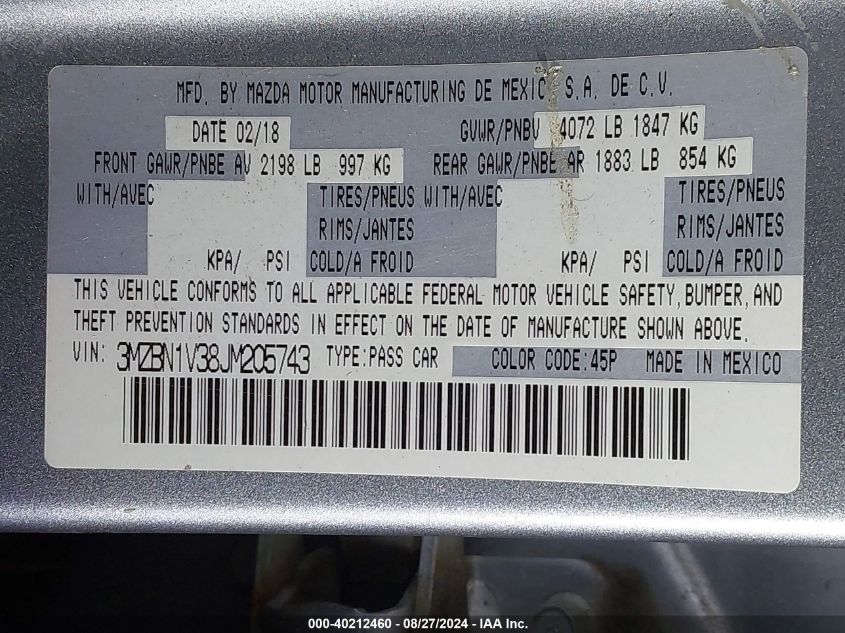 MFD. BY MAZDA MOTOR MANUFACTURING DE MEXICO S.A. DE C.V.
DATE 02/18 GVWR/PNBV 4072 LB 1847 KG
FRONT GAWR/PNBE AV 2198 LB 997 KG REAR GAWR/PNBE AR 1883 LB 854 KG
WITH/AVEC TIRES/PNEUS WITH/AVEC TIRES/PNEUS
RIMS/JANTES RIMS/JANTES
KPA/ PSI COLD/A FROID KPA/ PSI COLD/A FROID
THIS VEHICLE CONFORMS TO ALL APPLICABLE FEDERAL MOTOR VEHICLE SAFETY, BUMPER, AND
THEFT PREVENTION STANDARDS IN EFFECT ON THE DATE OF MANUFACTURE SHOWN ABOVE.
VIN: 3MZBN1V38JM205743 TYPE:PASS CAR COLOR CODE:45P MADE IN MEXICO
000-40212460 - 08/27/2024 - IAA Inc.